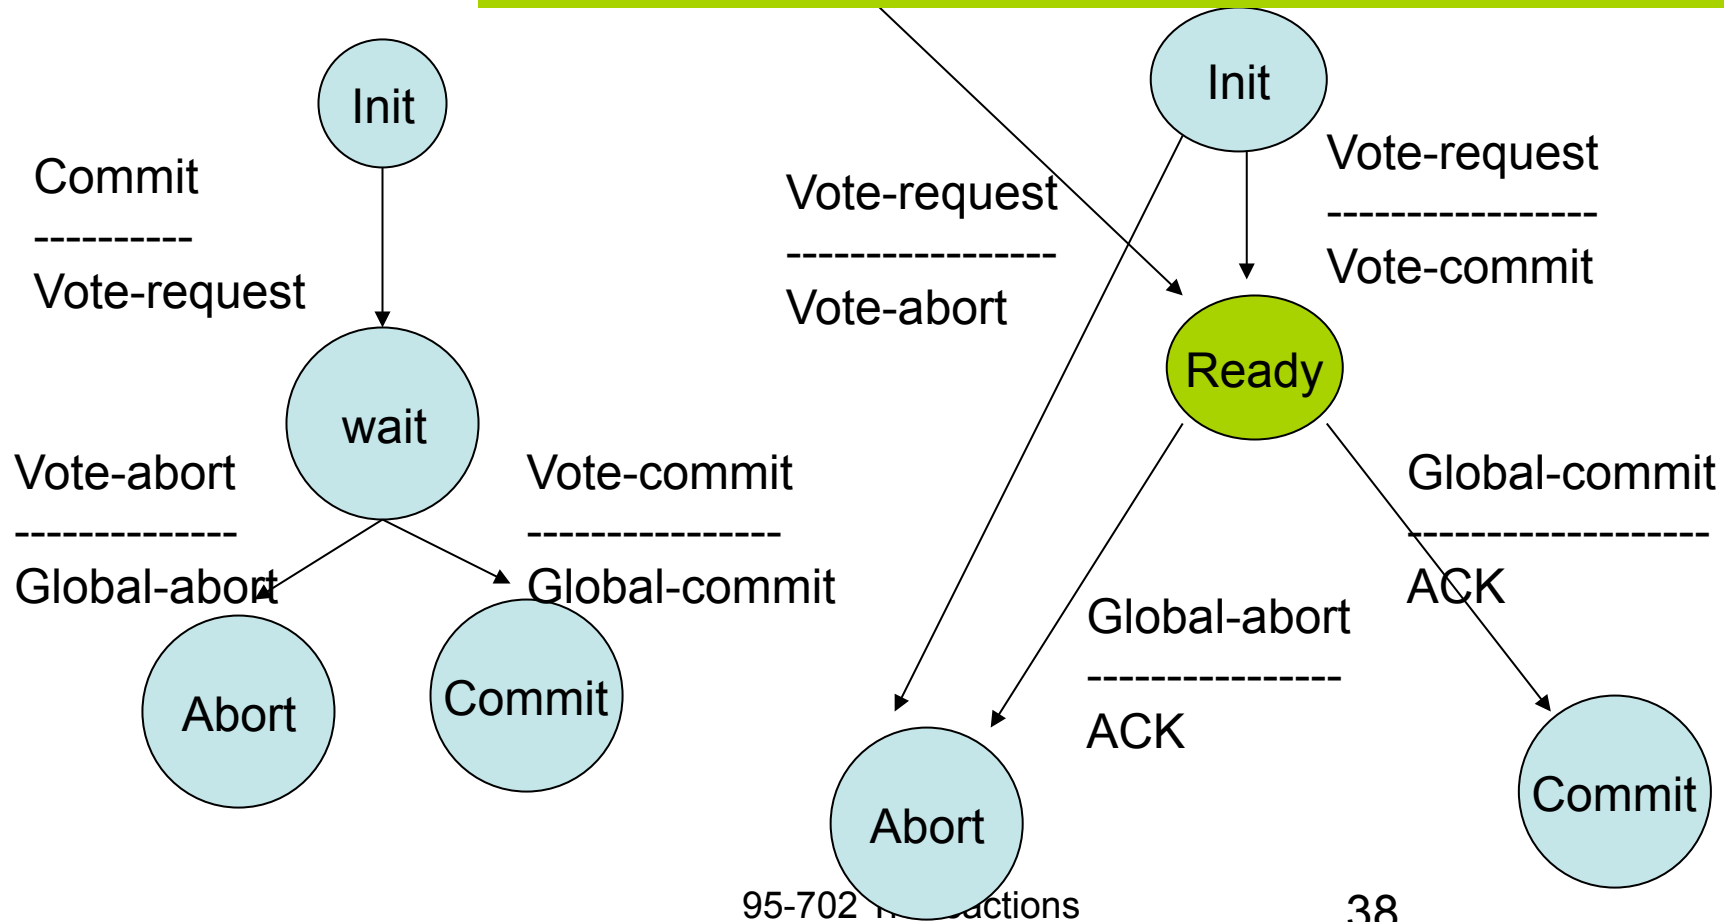 Init
Commit
----------
Vote-request
wait
Vote-abort
--------------
Global-abort
Vote-commit
----------------
Global-commit
Abort
Commit
Init
Vote-request
-----------------
Vote-abort
Vote-request
-----------------
Vote-commit
Ready
Global-commit
-------------------
ACK
Global-abort
----------------
ACK
Abort
Commit
95-702
38